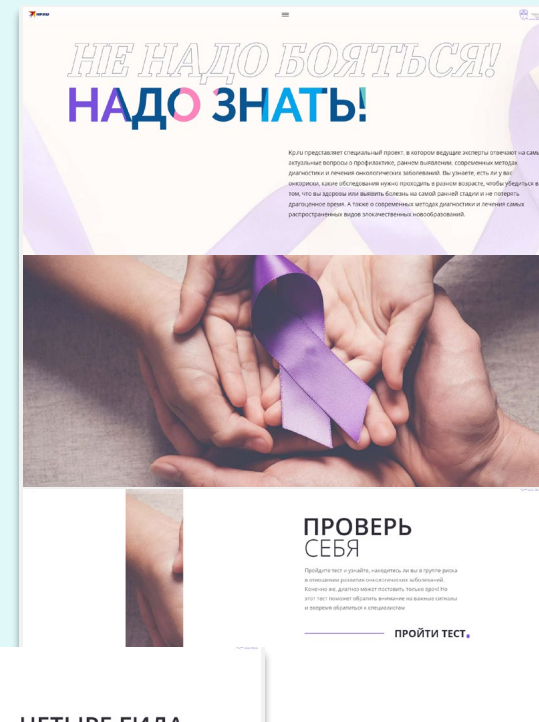 KP.RU
НЕ НАДО БОЯТЬСЯ!
НАДО ЗНАТЬ!
Kp.ru представляет специальный проект, в котором ведущие эксперты отвечают на самы
актуальные вопросы о профилактике, раннем выявлении, современных методах
диагностики и лечения онкологических заболеваний. Вы узнаете, есть ли у вас
онкориски, какие обследования нужно проходить в разном возрасте, чтобы убедиться в
том, что вы здоровы или выявить болезнь на самой ранней стадии и не потерять
драгоценное время. А также о современных методах диагностики и лечения самых
распространенных видов злокачественных новообразований.
ПРОВЕРЬ
СЕБЯ
Пройдите тест и узнайте, находитесь ли вы в группе риска
в отношении развития онкологических заболеваний.
Конечно же, диагноз может поставить только врач! Но
этот тест поможет обратить внимание на важные сигналы
и вовремя обратиться к специалистам
ПРОЙТИ ТЕСТ.
ЧЕТЫРЕ ГИДА